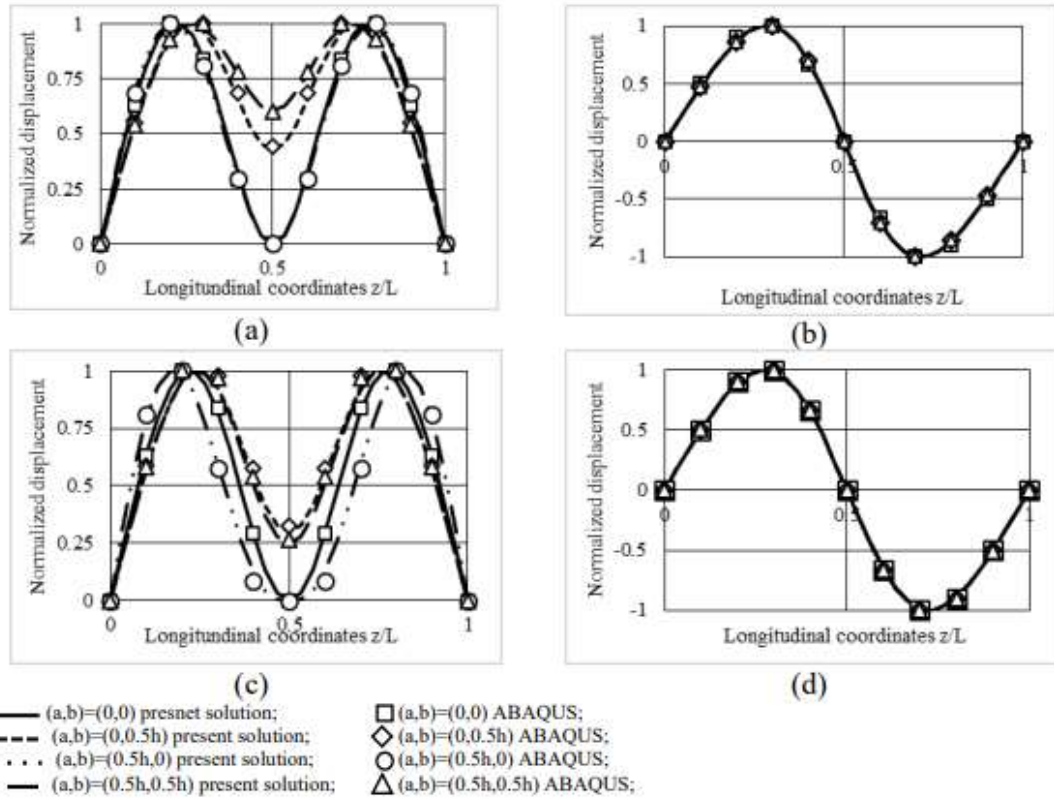 1
0.75
0.5
0.25
0
Normalized displacement
0
0.5
1
Longitundinal coordinates z/L
(a)
1
0.5
0
-0.5
-1
Normalized displacement
0
0.5
1
Longitudinal coordinates z/L
(b)
1
0.75
0.5
0.25
0
Normalized displacement
0
0.5
1
Longitudinal coordinates z/L
(c)
1
0.5
0
-0.5
-1
Normalized displacement
0
1
Longitudinal coordinates z/L
(d)
(a,b)=(0,0) presnet solution;
(a,b)=(0,0) ABAQUS;
(a,b)=(0,0.5h) present solution;
(a,b)=(0,0.5h) ABAQUS;
(a,b)=(0.5h,0) present solution;
(a,b)=(0.5h,0) ABAQUS;
(a,b)=(0.5h,0.5h) present solution;
(a,b)=(0.5h,0.5h) ABAQUS;